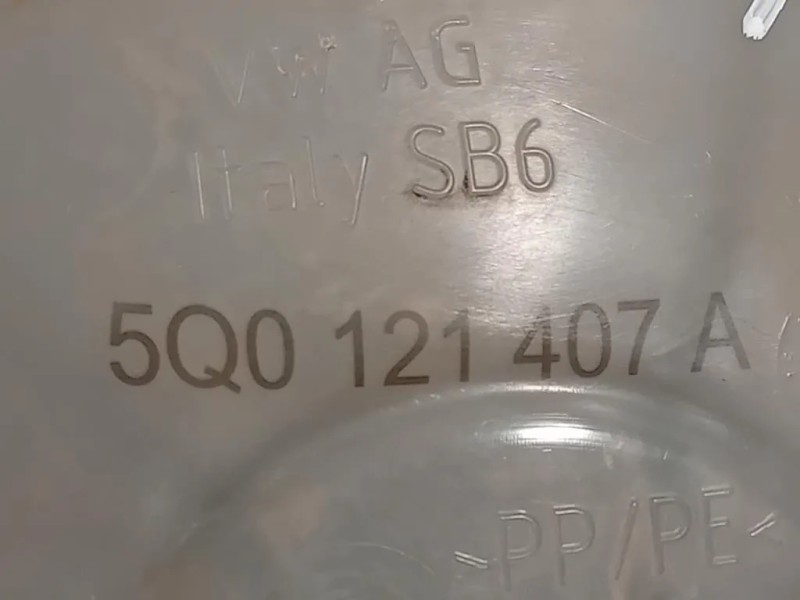 VW AG
Italy SB6
5Q0 121 407 A
>PP/PE<